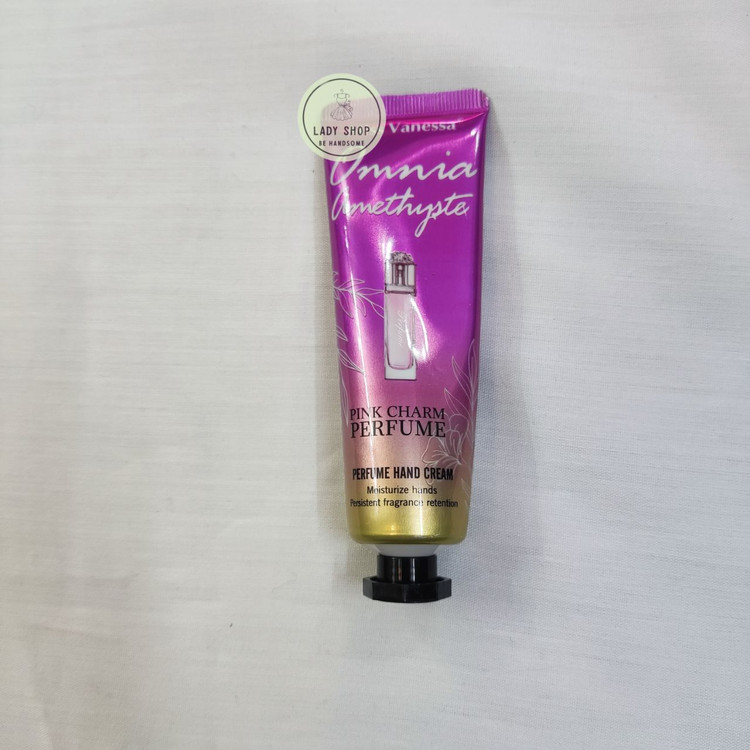 LADY SHOP
BE HANDSOME
Vanessa
Omnia
Amethyste
PINK CHARM
PERFUME
PERFUME HAND CREAM
Moisturize hands
Persistent fragrance retention